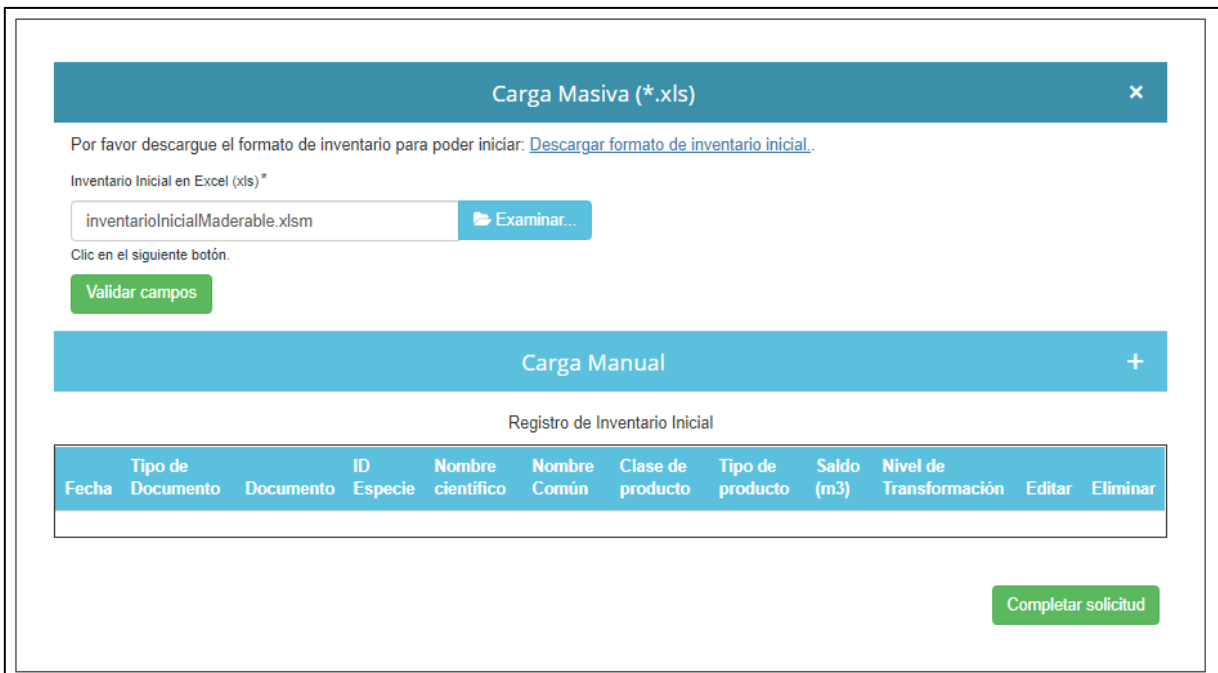 Carga Masiva (*.xls) ×
Por favor descargue el formato de inventario para poder iniciar: Descargar formato de inventario inicial..
Inventario Inicial en Excel (xls)*
inventarioInicialMaderable.xlsm Examinar...
Clic en el siguiente botón.
Validar campos
Carga Manual +
Registro de Inventario Inicial
Tipo de ID Nombre Nombre Clase de Tipo de Saldo Nivel de
Fecha Documento Documento Especie científico Común producto producto (m3) Transformación Editar Eliminar
Completar solicitud